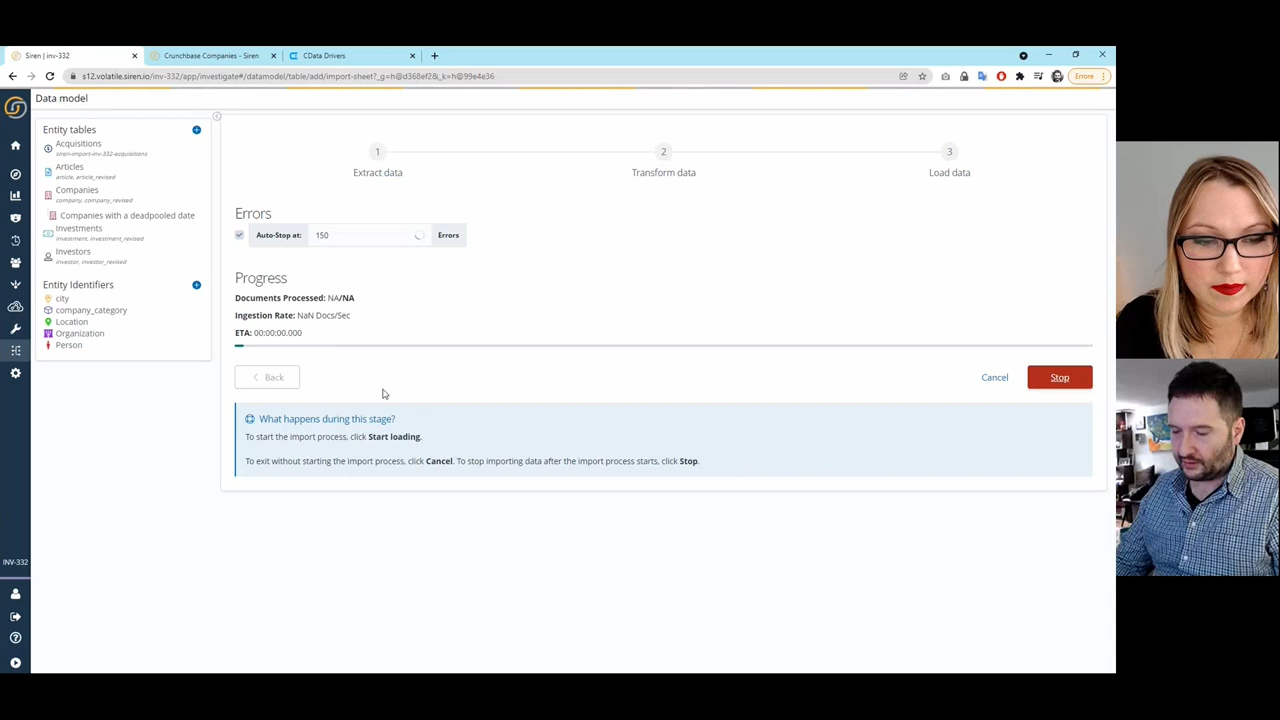 Siren | inv-332
Crunchbase Companies - Siren
CData Drivers
s12.volatile.siren.io/inv-332/app/investigate#/datamodel/table/add/import-sheet?_g=h@d368ef2&_k=h@99e4e36
Errore
Data model
Entity tables
Acquisitions
siren-import-inv-332-acquisitions
Articles
article, article_revised
Companies
company, company_revised
Companies with a deadpooled date
Investments
investment, investment_revised
Investors
investor, investor_revised
Entity Identifiers
city
company_category
Location
Organization
Person
INV-332
1
2
3
Extract data
Transform data
Load data
Errors
Auto-Stop at: 150 Errors
Progress
Documents Processed: NA/NA
Ingestion Rate: NaN Docs/Sec
ETA: 00:00:00.000
Back
Cancel
Stop
What happens during this stage?
To start the import process, click Start loading.
To exit without starting the import process, click Cancel. To stop importing data after the import process starts, click Stop.